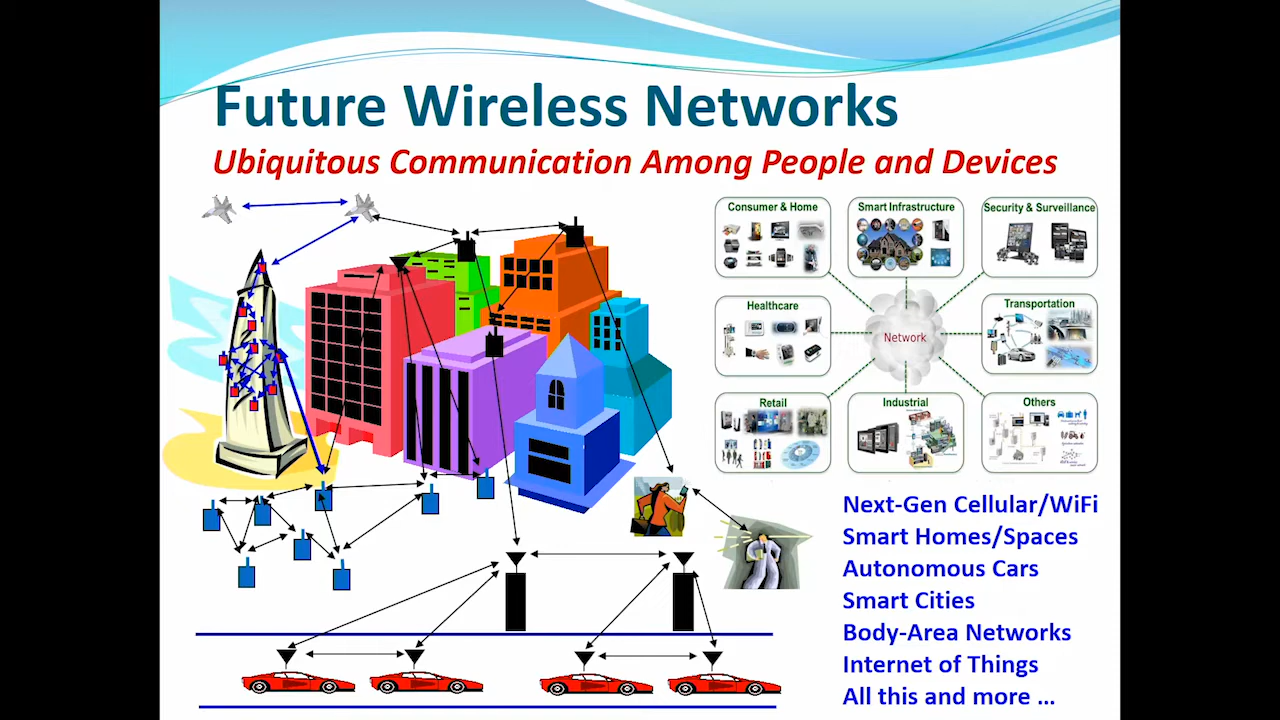 Future Wireless Networks
Ubiquitous Communication Among People and Devices
Consumer & Home
Smart Infrastructure
Security & Surveillance
Healthcare
Network
Transportation
Retail
Industrial
Others
Next-Gen Cellular/WiFi
Smart Homes/Spaces
Autonomous Cars
Smart Cities
Body-Area Networks
Internet of Things
All this and more …